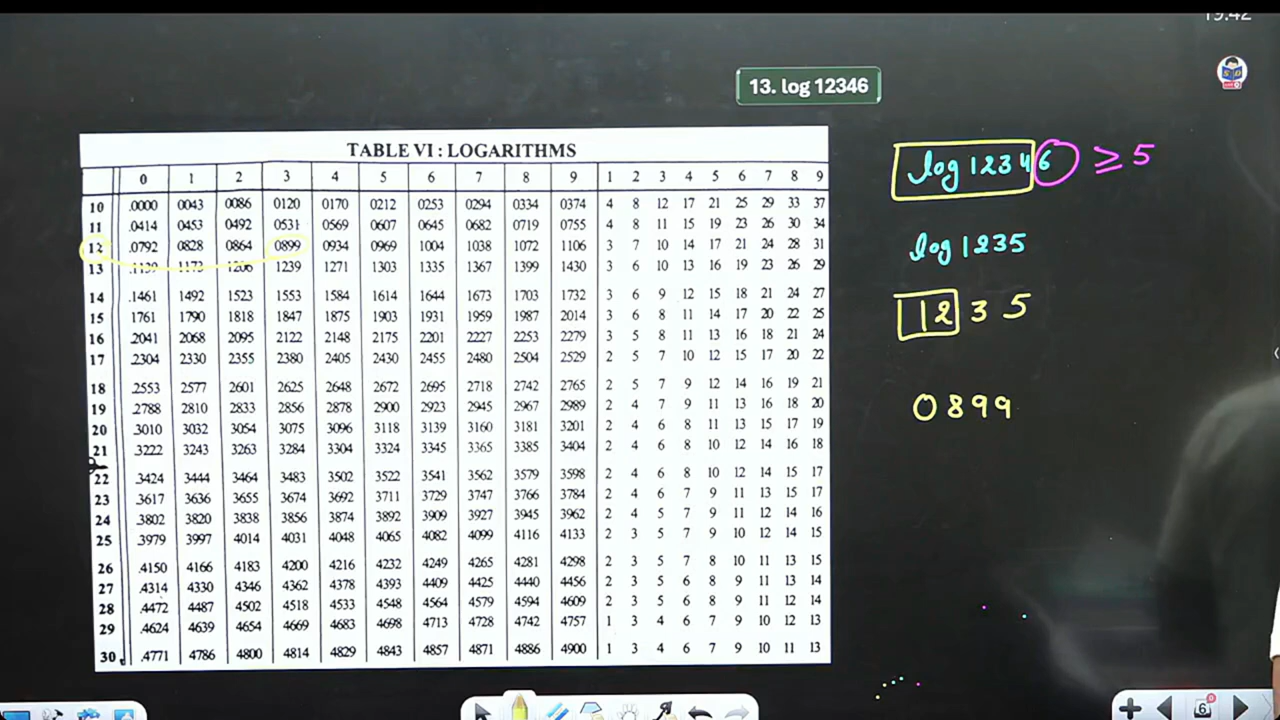 19:42
13. log 12346
TABLE VI : LOGARITHMS
0 1 2 3 4 5 6 7 8 9 1 2 3 4 5 6 7 8 9
10 .0000 0043 0086 0120 0170 0212 0253 0294 0334 0374 4 8 12 17 21 25 29 33 37
11 .0414 0453 0492 0531 0569 0607 0645 0682 0719 0755 4 8 11 15 19 23 26 30 34
12 .0792 0828 0864 0899 0934 0969 1004 1038 1072 1106 3 7 10 14 17 21 24 28 31
13 .1139 1173 1206 1239 1271 1303 1335 1367 1399 1430 3 6 10 13 16 19 23 26 29
14 .1461 1492 1523 1553 1584 1614 1644 1673 1703 1732 3 6 9 12 15 18 21 24 27
15 1761 1790 1818 1847 1875 1903 1931 1959 1987 2014 3 6 8 11 14 17 20 22 25
16 .2041 2068 2095 2122 2148 2175 2201 2227 2253 2279 3 5 8 11 13 16 18 21 24
17 .2304 2330 2355 2380 2405 2430 2455 2480 2504 2529 2 5 7 10 12 15 17 20 22
18 .2553 2577 2601 2625 2648 2672 2695 2718 2742 2765 2 5 7 9 12 14 16 19 21
19 .2788 2810 2833 2856 2878 2900 2923 2945 2967 2989 2 4 7 9 11 13 16 18 20
20 .3010 3032 3054 3075 3096 3118 3139 3160 3181 3201 2 4 6 8 11 13 15 17 19
21 .3222 3243 3263 3284 3304 3324 3345 3365 3385 3404 2 4 6 8 10 12 14 16 18
22 .3424 3444 3464 3483 3502 3522 3541 3562 3579 3598 2 4 6 8 10 12 14 15 17
23 .3617 3636 3655 3674 3692 3711 3729 3747 3766 3784 2 4 6 7 9 11 13 15 17
24 .3802 3820 3838 3856 3874 3892 3909 3927 3945 3962 2 4 5 7 9 11 12 14 16
25 .3979 3997 4014 4031 4048 4065 4082 4099 4116 4133 2 3 5 7 9 10 12 14 15
26 .4150 4166 4183 4200 4216 4232 4249 4265 4281 4298 2 3 5 7 8 10 11 13 15
27 .4314 4330 4346 4362 4378 4393 4409 4425 4440 4456 2 3 5 6 8 9 11 13 14
28 .4472 4487 4502 4518 4533 4548 4564 4579 4594 4609 2 3 5 6 8 9 11 12 14
29 .4624 4639 4654 4669 4683 4698 4713 4728 4742 4757 1 3 4 6 7 9 10 12 13
30 .4771 4786 4800 4814 4829 4843 4857 4871 4886 4900 1 3 4 6 7 9 10 11 13
log 12346 ≥ 5
log 1235
1235
0899
6